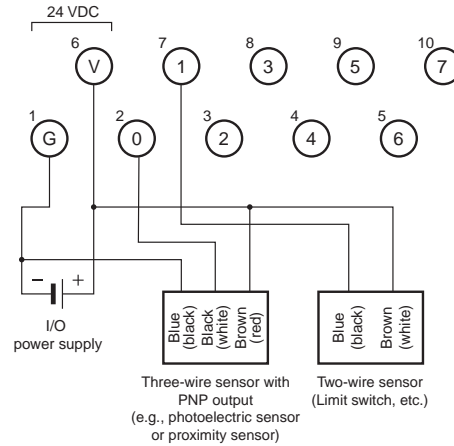 24 VDC
6
V
7
1
8
3
9
5
10
7
1
G
2
0
3
2
4
4
5
6
− +
I/O
power supply
Blue
(black)
Black
(white)
Brown
(red)
Blue
(black)
Brown
(white)
Three-wire sensor with
PNP output
(e.g., photoelectric sensor
or proximity sensor)
Two-wire sensor
(Limit switch, etc.)